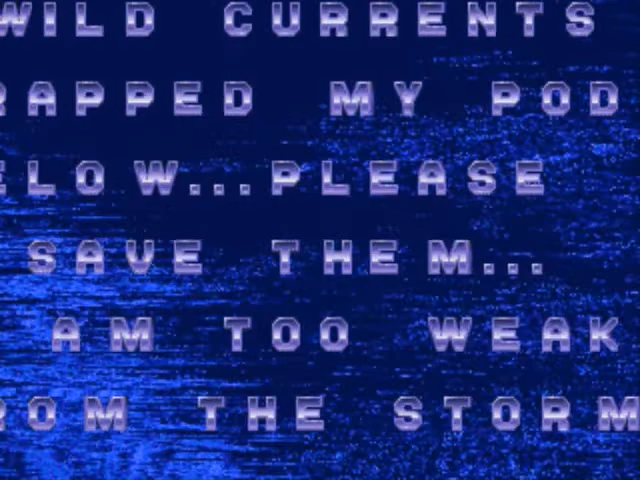 WILD CURRENTS
RAPPED MY POD
ELOW...PLEASE
SAVE THEM...
AM TOO WEAK
ROM THE STORM